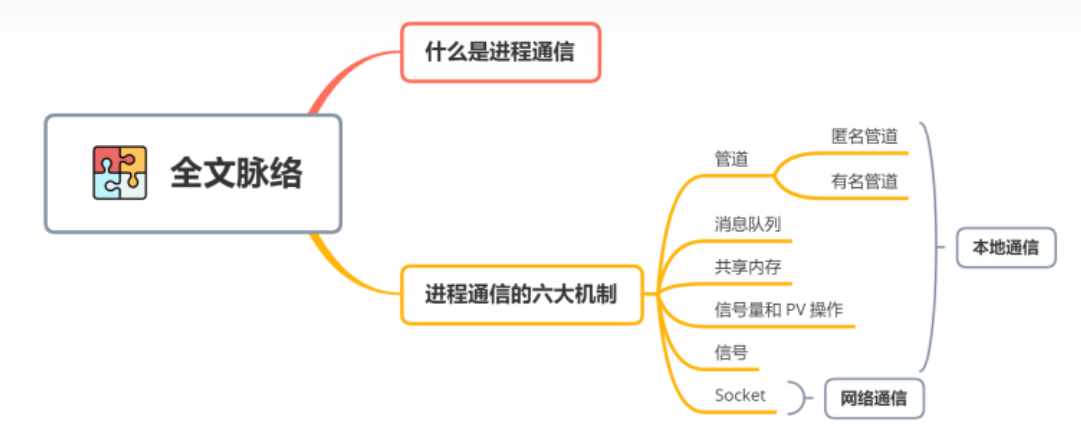 全文脉络
什么是进程通信
进程通信的六大机制
管道
匿名管道
有名管道
消息队列
共享内存
信号量和 PV 操作
信号
Socket
本地通信
网络通信